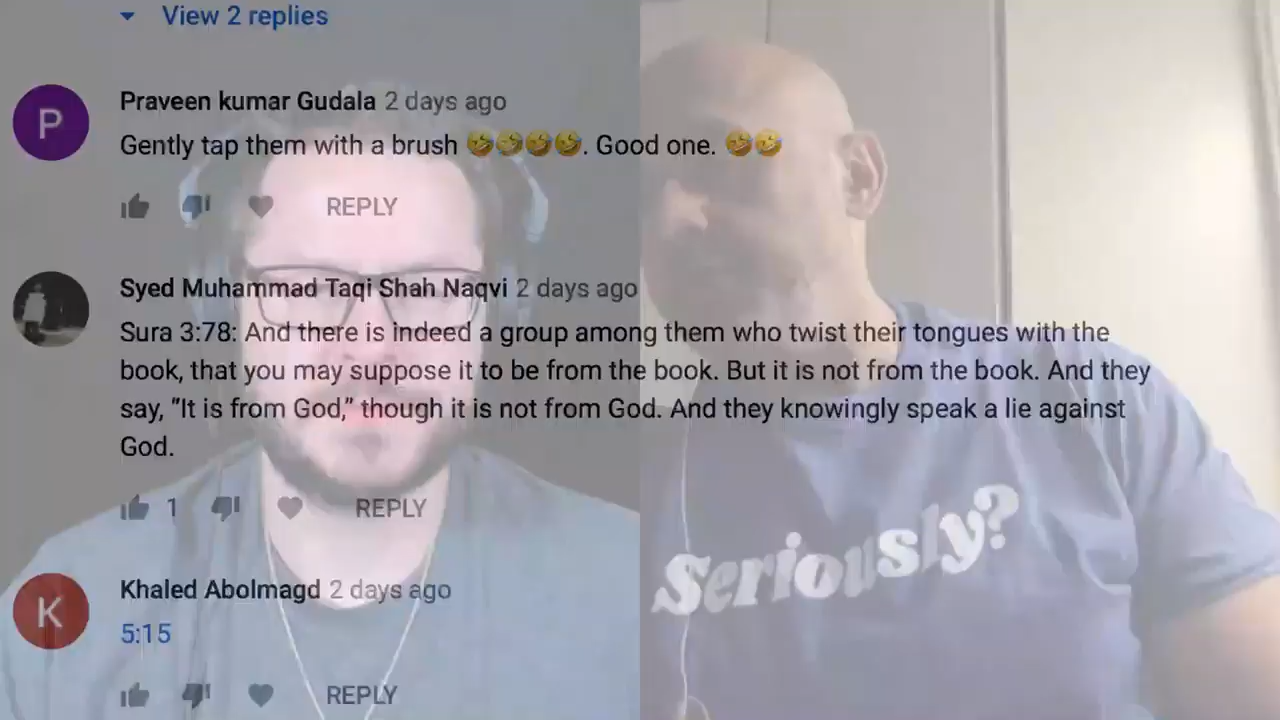 View 2 replies
Praveen kumar Gudala 2 days ago
Gently tap them with a brush 🤣🤣🤣🤣. Good one. 🤣🤣
REPLY
Syed Muhammad Taqi Shah Naqvi 2 days ago
Sura 3:78: And there is indeed a group among them who twist their tongues with the
book, that you may suppose it to be from the book. But it is not from the book. And they
say, "It is from God,” though it is not from God. And they knowingly speak a lie against
God.
1 REPLY
Khaled Abolmagd 2 days ago
5:15
REPLY
Seriously?
P
K